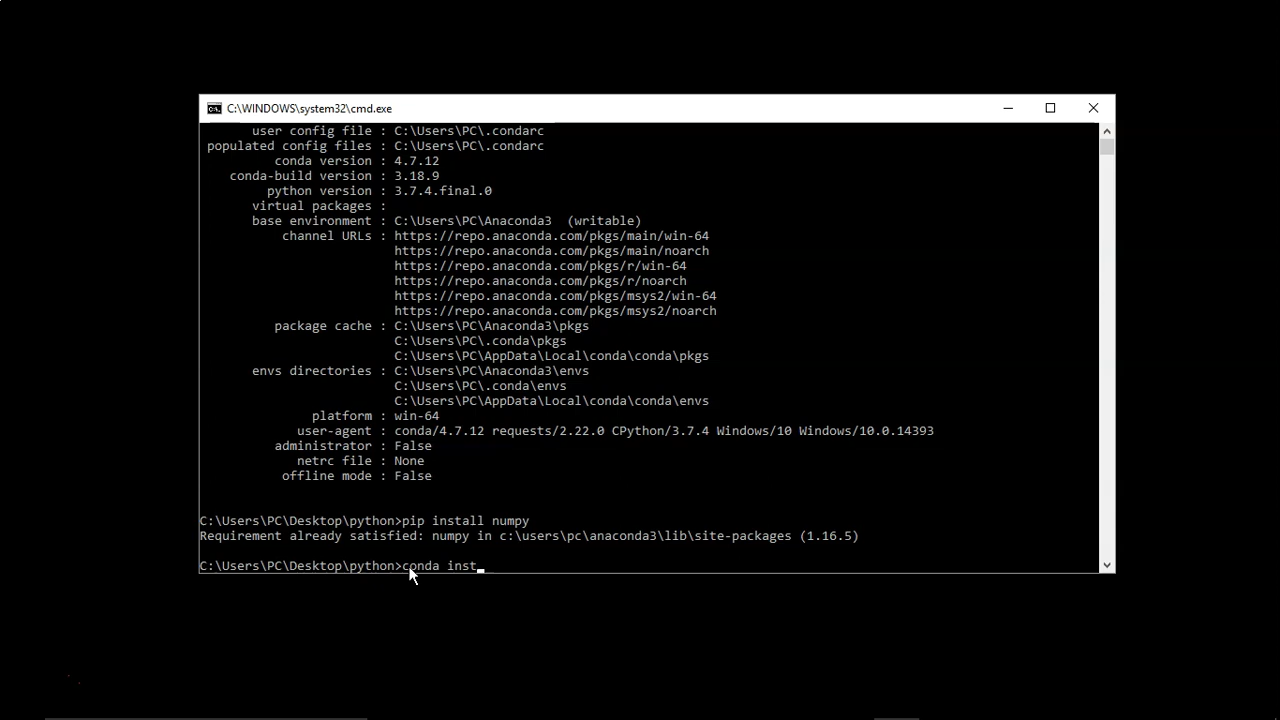 C:\WINDOWS\system32\cmd.exe
user config file : C:\Users\PC\.condarc
populated config files : C:\Users\PC\.condarc
conda version : 4.7.12
conda-build version : 3.18.9
python version : 3.7.4.final.0
virtual packages :
base environment : C:\Users\PC\Anaconda3  (writable)
channel URLs : https://repo.anaconda.com/pkgs/main/win-64
https://repo.anaconda.com/pkgs/main/noarch
https://repo.anaconda.com/pkgs/r/win-64
https://repo.anaconda.com/pkgs/r/noarch
https://repo.anaconda.com/pkgs/msys2/win-64
https://repo.anaconda.com/pkgs/msys2/noarch
package cache : C:\Users\PC\Anaconda3\pkgs
C:\Users\PC\.conda\pkgs
C:\Users\PC\AppData\Local\conda\conda\pkgs
envs directories : C:\Users\PC\Anaconda3\envs
C:\Users\PC\.conda\envs
C:\Users\PC\AppData\Local\conda\conda\envs
platform : win-64
user-agent : conda/4.7.12 requests/2.22.0 CPython/3.7.4 Windows/10 Windows/10.0.14393
administrator : False
netrc file : None
offline mode : False
C:\Users\PC\Desktop\python>pip install numpy
Requirement already satisfied: numpy in c:\users\pc\anaconda3\lib\site-packages (1.16.5)
C:\Users\PC\Desktop\python>conda inst